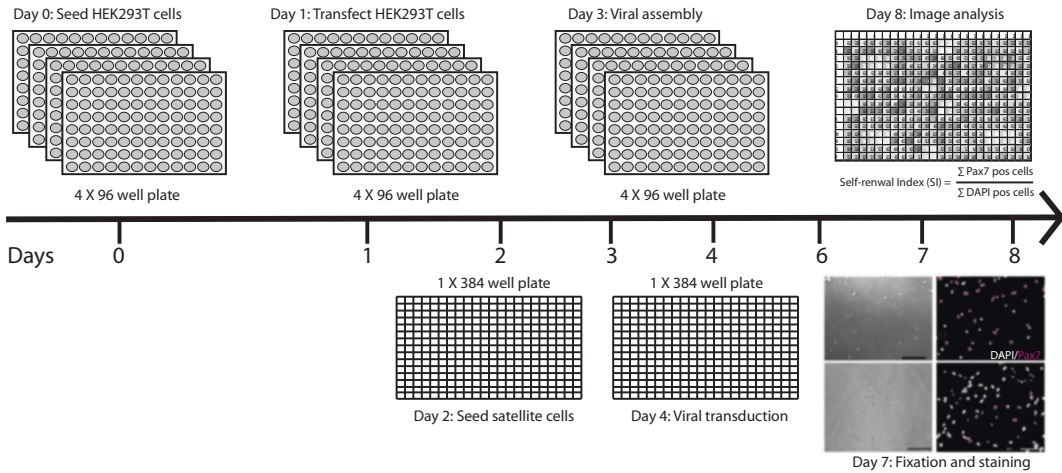 Day 0: Seed HEK293T cells
Day 1: Transfect HEK293T cells
Day 3: Viral assembly
Day 8: Image analysis
4 X 96 well plate
4 X 96 well plate
4 X 96 well plate
Self-renwal Index (SI) = ∑ Pax7 pos cells
∑ DAPI pos cells
Days 0 1 2 3 4 6 7 8
1 X 384 well plate
1 X 384 well plate
DAPI/Pax7
Day 2: Seed satellite cells
Day 4: Viral transduction
Day 7: Fixation and staining